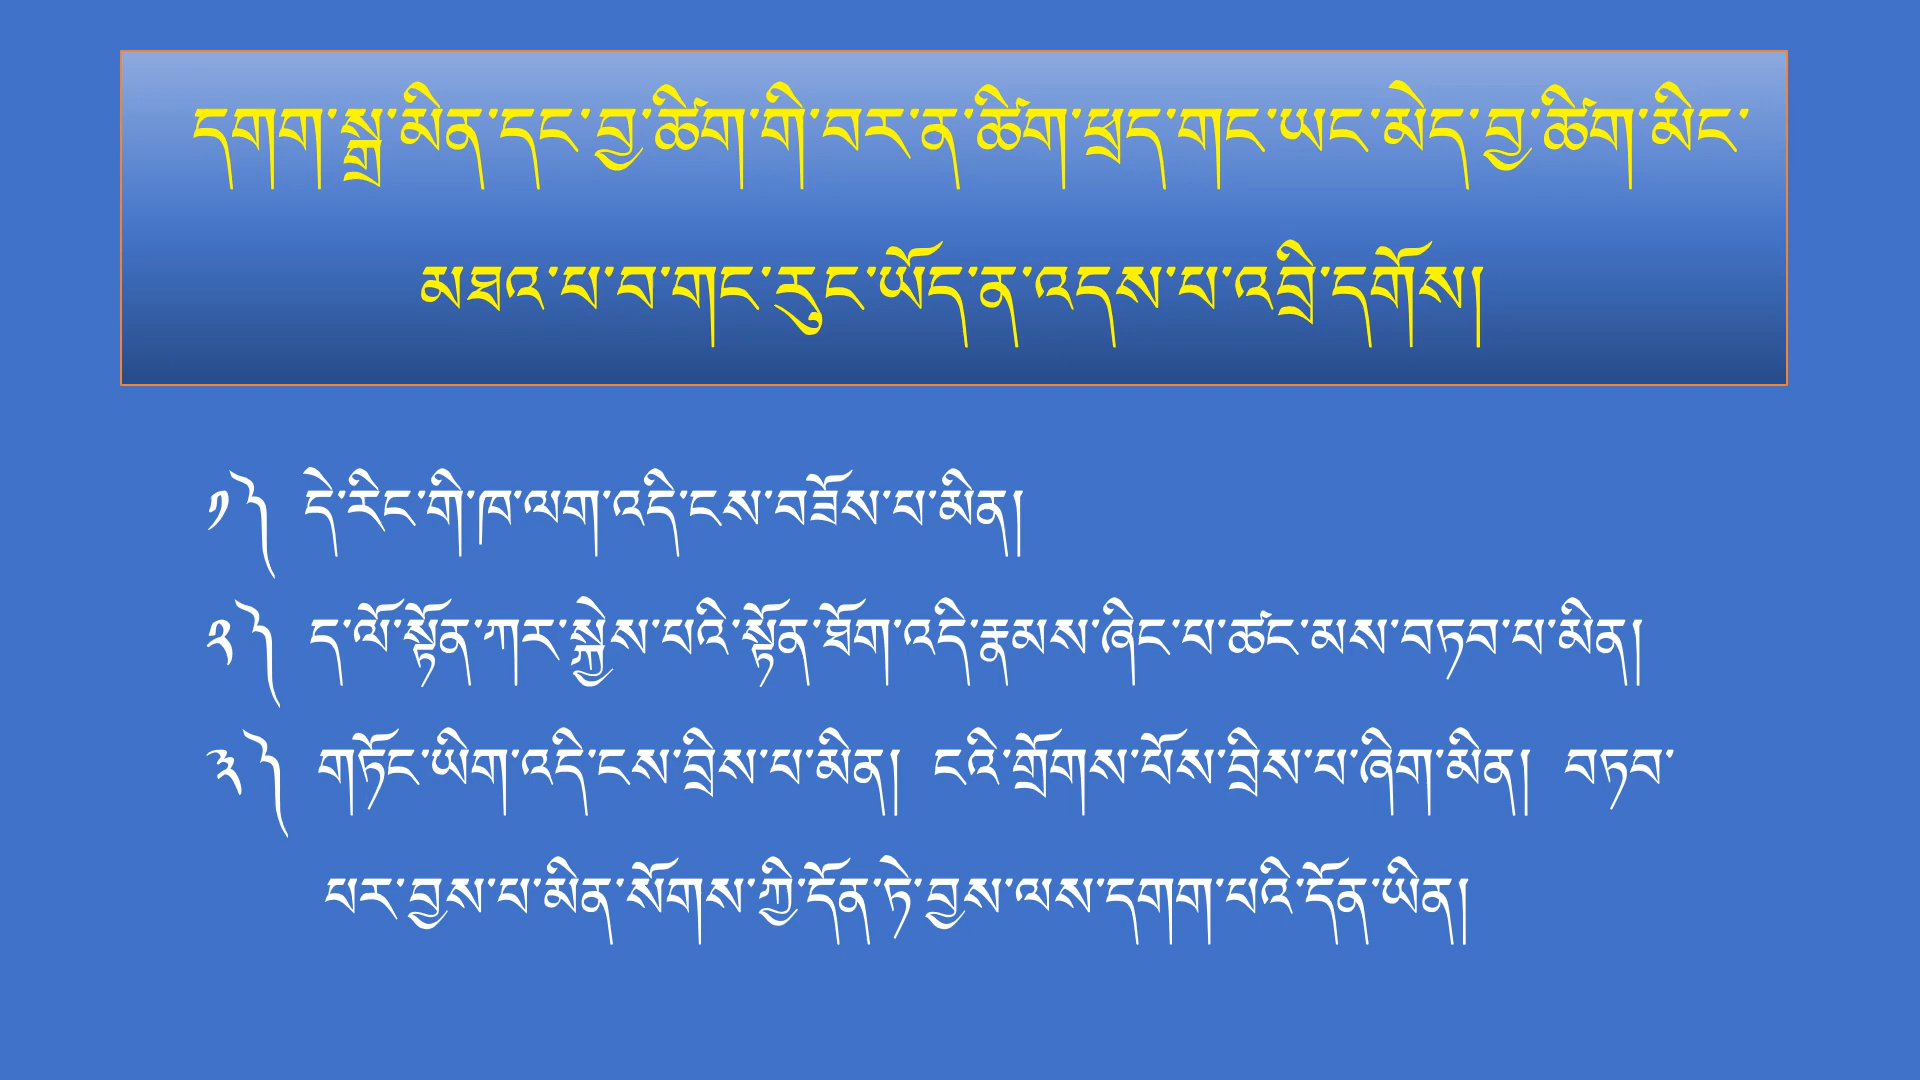 དགག་སྒྲ་མིན་དང་བྱ་ཚིག་གི་བར་ན་ཚིག་ཕྲད་གང་ཡང་མེད་བྱ་ཚིག་མིང་
མཐའ་པ་བ་གང་རུང་ཡོད་ན་འདས་པ་འབྲི་དགོས།
༡༽ དེ་རིང་གི་ཁ་ལག་འདི་ངས་བཟོས་པ་མིན།
༢༽ ད་ལོ་སྟོན་ཀར་སྐྱེས་པའི་སྟོན་ཐོག་འདི་རྣམས་ཞིང་པ་ཚང་མས་བཏབ་པ་མིན།
༣༽ གཏོང་ཡིག་འདི་ངས་བྲིས་པ་མིན། ངའི་གྲོགས་པོས་བྲིས་པ་ཞིག་མིན། བཏབ་
པར་བྱས་པ་མིན་སོགས་ཀྱི་དོན་ཏེ་བྱས་ལས་དགག་པའི་དོན་ཡིན།